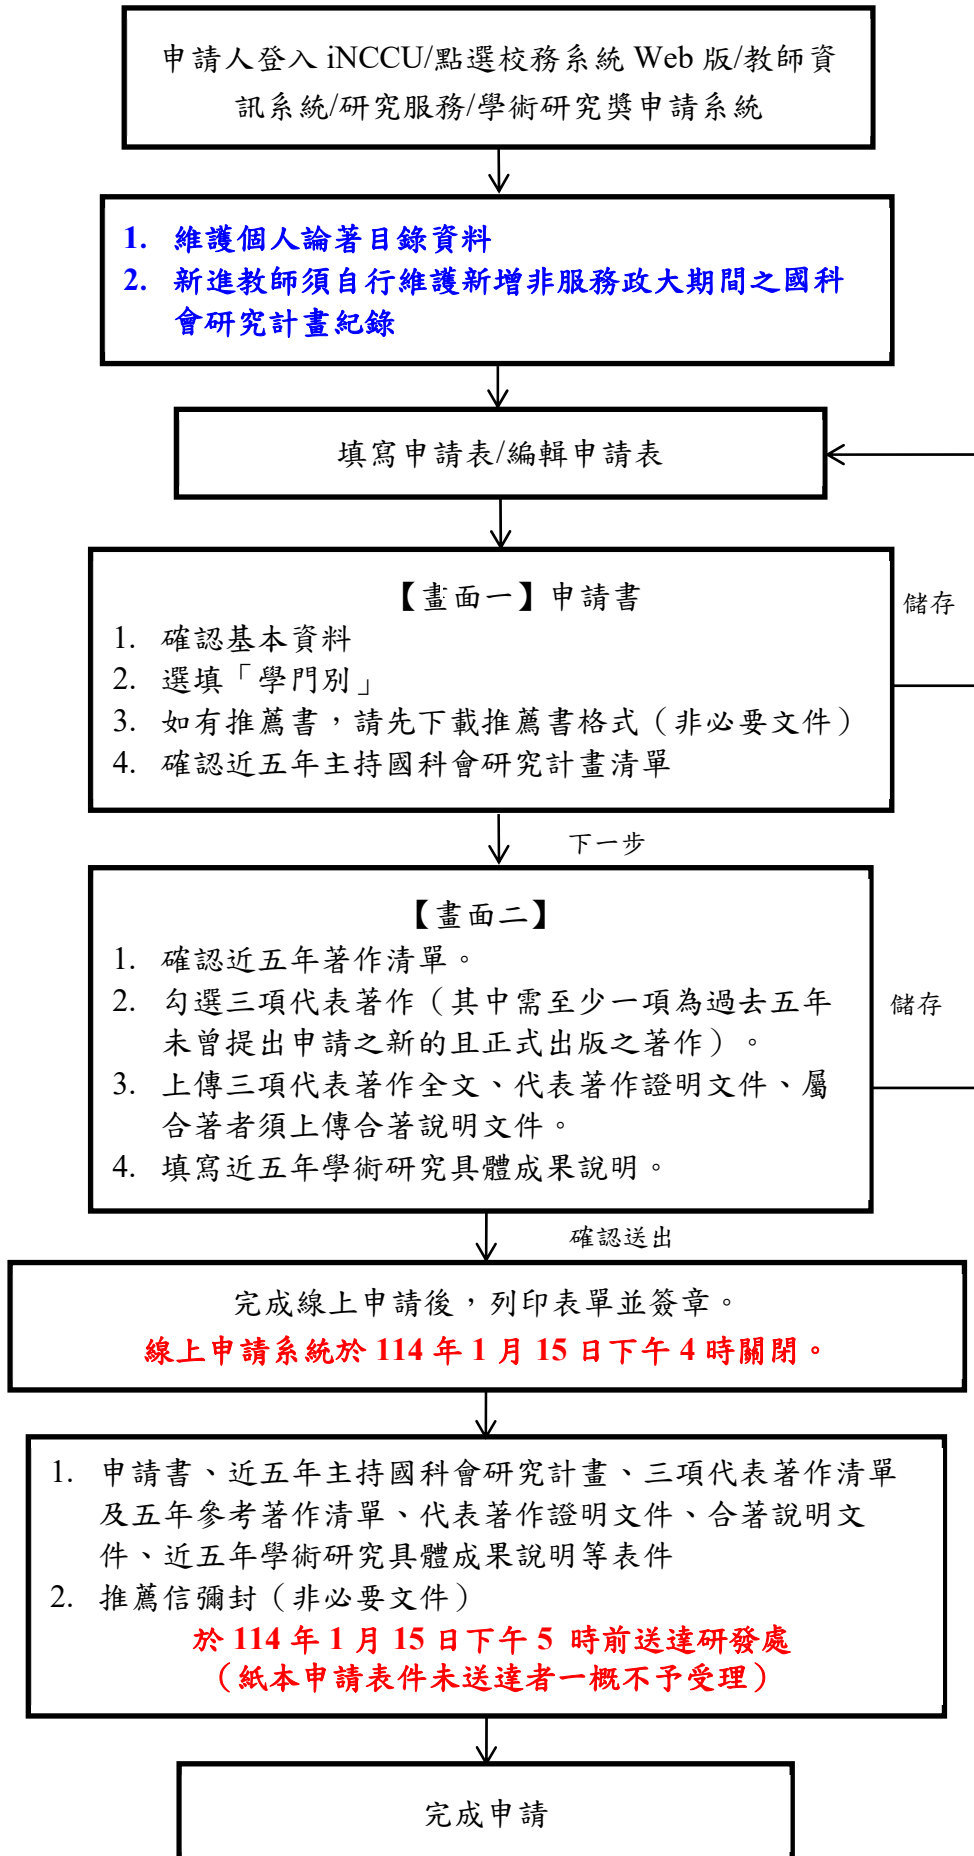 申請人登入 iNCCU/點選校務系統 Web 版/教師資
訊系統/研究服務/學術研究獎申請系統
1. 維護個人論著目錄資料
2. 新進教師須自行維護新增非服務政大期間之國科
會研究計畫紀錄
填寫申請表/編輯申請表
【畫面一】申請書
1. 確認基本資料
2. 選填「學門別」
3. 如有推薦書，請先下載推薦書格式（非必要文件）
4. 確認近五年主持國科會研究計畫清單
儲存
下一步
【畫面二】
1. 確認近五年著作清單。
2. 勾選三項代表著作（其中需至少一項為過去五年
未曾提出申請之新的且正式出版之著作）。
3. 上傳三項代表著作全文、代表著作證明文件、屬
合著者須上傳合著說明文件。
4. 填寫近五年學術研究具體成果說明。
儲存
確認送出
完成線上申請後，列印表單並簽章。
線上申請系統於 114 年 1 月 15 日下午 4 時關閉。
1. 申請書、近五年主持國科會研究計畫、三項代表著作清單
及五年參考著作清單、代表著作證明文件、合著說明文
件、近五年學術研究具體成果說明等表件
2. 推薦信彌封（非必要文件）
於 114 年 1 月 15 日下午 5 時前送達研發處
（紙本申請表件未送達者一概不予受理）
完成申請